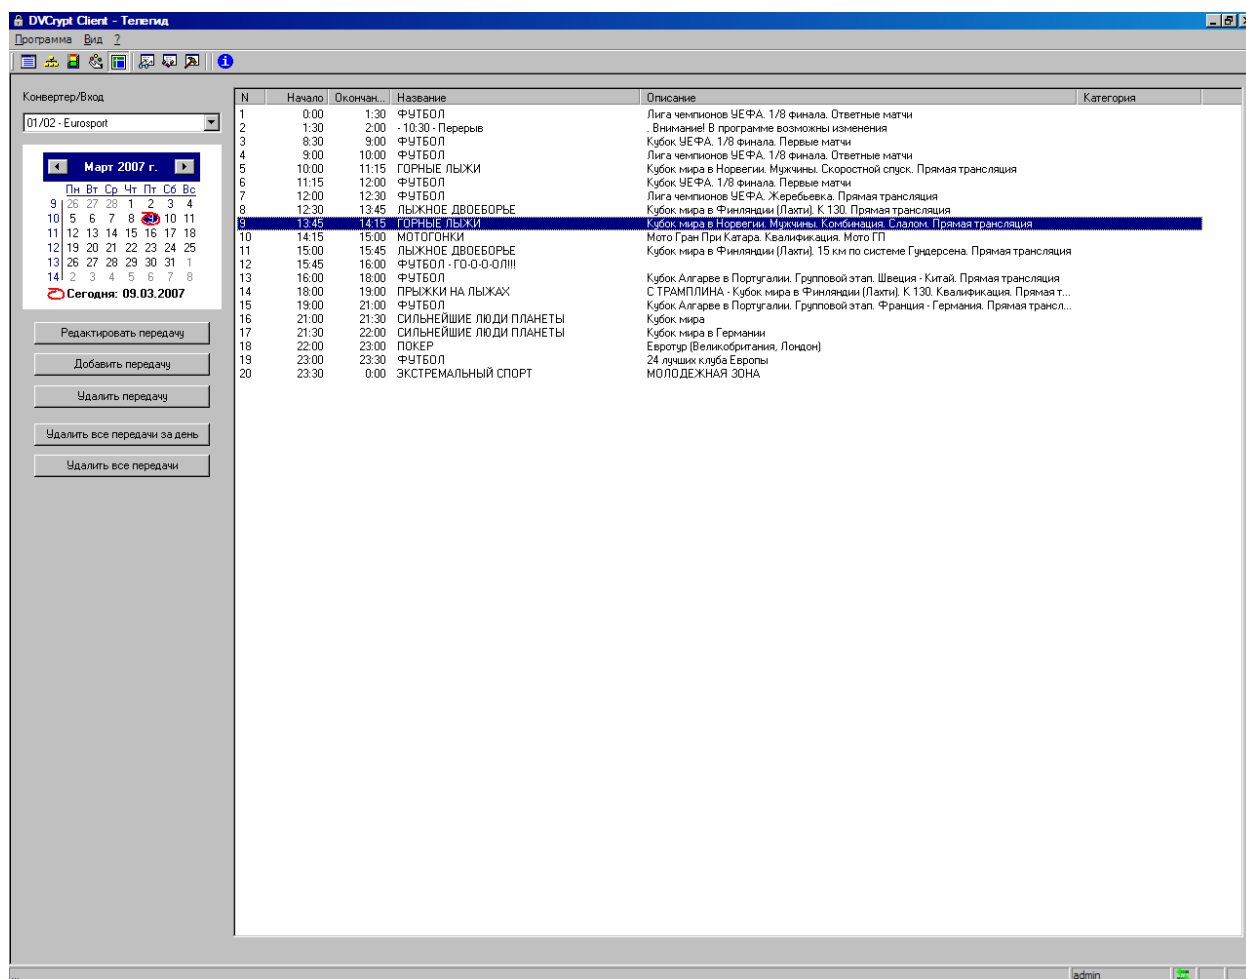 DVCrypt Client - Телегид
Программа Вид ?
Конвертер/Вход
01/02 - Eurosport
Март 2007 г.
Пн Вт Ср Чт Пт Сб Вс
9 26 27 28 1 2 3 4
10 5 6 7 8 9 10 11
11 12 13 14 15 16 17 18
12 19 20 21 22 23 24 25
13 26 27 28 29 30 31 1
14 2 3 4 5 6 7 8
Сегодня: 09.03.2007
Редактировать передачу
Добавить передачу
Удалить передачу
Удалить все передачи за день
Удалить все передачи
N Начало Окончан... Название Описание Категория
1 0:00 1:30 ФУТБОЛ Лига чемпионов УЕФА. 1/8 финала. Ответные матчи
2 1:30 2:00 - 10:30 - Перерыв . Внимание! В программе возможны изменения
3 8:30 9:00 ФУТБОЛ Кубок УЕФА. 1/8 финала. Первые матчи
4 9:00 10:00 ФУТБОЛ Лига чемпионов УЕФА. 1/8 финала. Ответные матчи
5 10:00 11:15 ГОРНЫЕ ЛЫЖИ Кубок мира в Норвегии. Мужчины. Скоростной спуск. Прямая трансляция
6 11:15 12:00 ФУТБОЛ Кубок УЕФА. 1/8 финала. Первые матчи
7 12:00 12:30 ФУТБОЛ Лига чемпионов УЕФА. Жеребьевка. Прямая трансляция
8 12:30 13:45 ЛЫЖНОЕ ДВОЕБОРЬЕ Кубок мира в Финляндии (Лахти). К 130. Прямая трансляция
9 13:45 14:15 ГОРНЫЕ ЛЫЖИ Кубок мира в Норвегии. Мужчины. Комбинация. Слалом. Прямая трансляция
10 14:15 15:00 МОТОГОНКИ Мото Гран При Катара. Квалификация. Мото ГП
11 15:00 15:45 ЛЫЖНОЕ ДВОЕБОРЬЕ Кубок мира в Финляндии (Лахти). 15 км по системе Гундерсена. Прямая трансляция
12 15:45 16:00 ФУТБОЛ - ГО-О-О-ОЛ!!!
13 16:00 18:00 ФУТБОЛ Кубок Алгарве в Португалии. Групповой этап. Швеция - Китай. Прямая трансляция
14 18:00 19:00 ПРЫЖКИ НА ЛЫЖАХ С ТРАМПЛИНА - Кубок мира в Финляндии (Лахти). К 130. Квалификация. Прямая т...
15 19:00 21:00 ФУТБОЛ Кубок Алгарве в Португалии. Групповой этап. Франция - Германия. Прямая трансл...
16 21:00 21:30 СИЛЬНЕЙШИЕ ЛЮДИ ПЛАНЕТЫ Кубок мира
17 21:30 22:00 СИЛЬНЕЙШИЕ ЛЮДИ ПЛАНЕТЫ Кубок мира в Германии
18 22:00 23:00 ПОКЕР Евротур (Великобритания, Лондон)
19 23:00 23:30 ФУТБОЛ 24 лучших клуба Европы
20 23:30 0:00 ЭКСТРЕМАЛЬНЫЙ СПОРТ МОЛОДЕЖНАЯ ЗОНА
admin